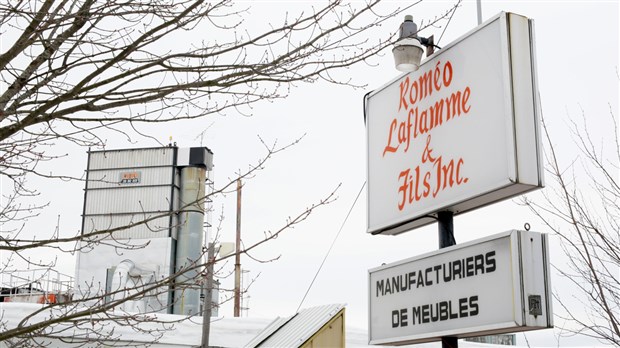 Roméo
Laflamme
&
Fils Inc.
MANUFACTURIERS
DE MEUBLES